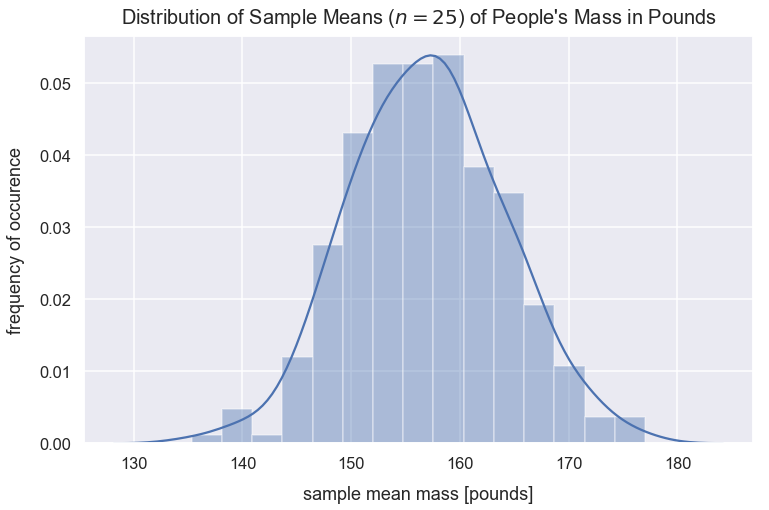 Distribution of Sample Means (n = 25) of People's Mass in Pounds
frequency of occurence
0.05
0.04
0.03
0.02
0.01
0.00
130 140 150 160 170 180
sample mean mass [pounds]